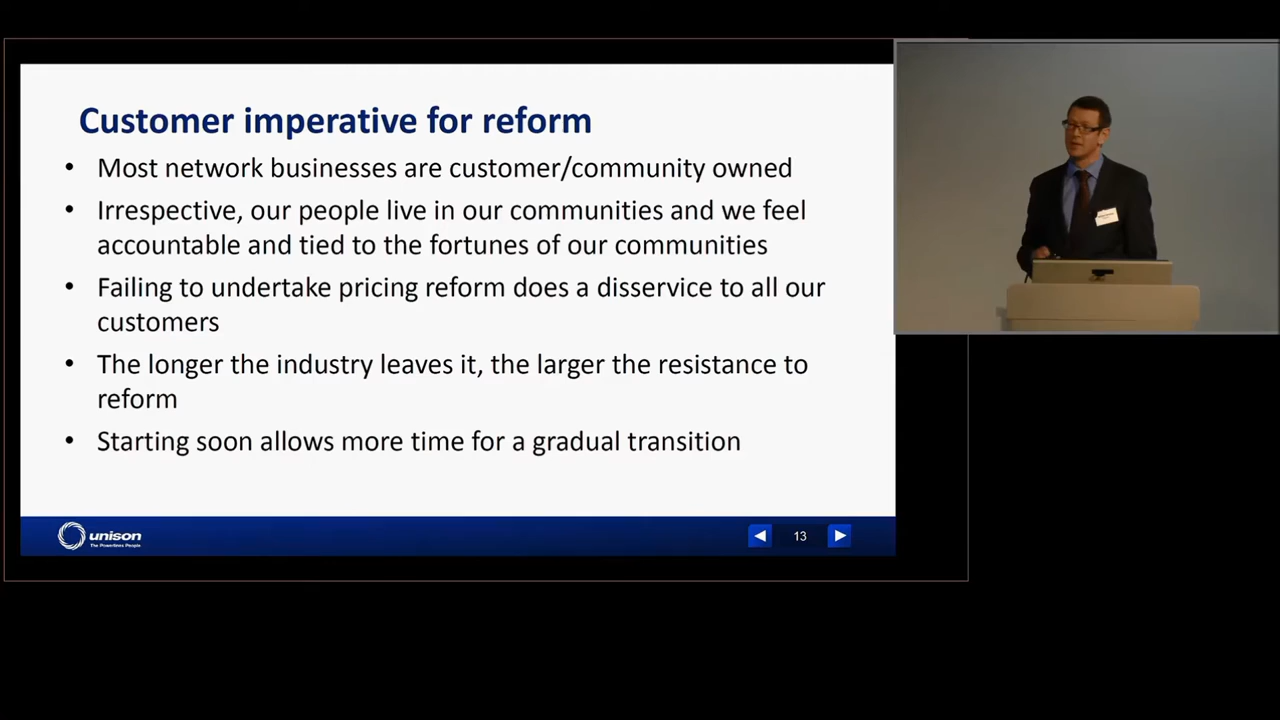 Customer imperative for reform
• Most network businesses are customer/community owned
• Irrespective, our people live in our communities and we feel
accountable and tied to the fortunes of our communities
• Failing to undertake pricing reform does a disservice to all our
customers
• The longer the industry leaves it, the larger the resistance to
reform
• Starting soon allows more time for a gradual transition
unison
The Powerlines People
13